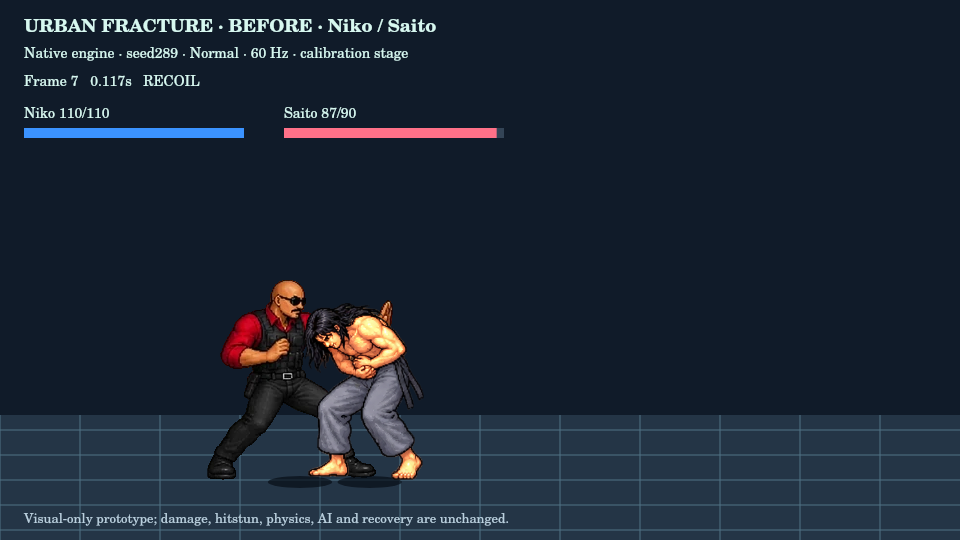 URBAN FRACTURE · BEFORE · Niko / Saito
Native engine · seed289 · Normal · 60 Hz · calibration stage
Frame 7 0.117s RECOIL
Niko 110/110 Saito 87/90
Visual-only prototype; damage, hitstun, physics, AI and recovery are unchanged.